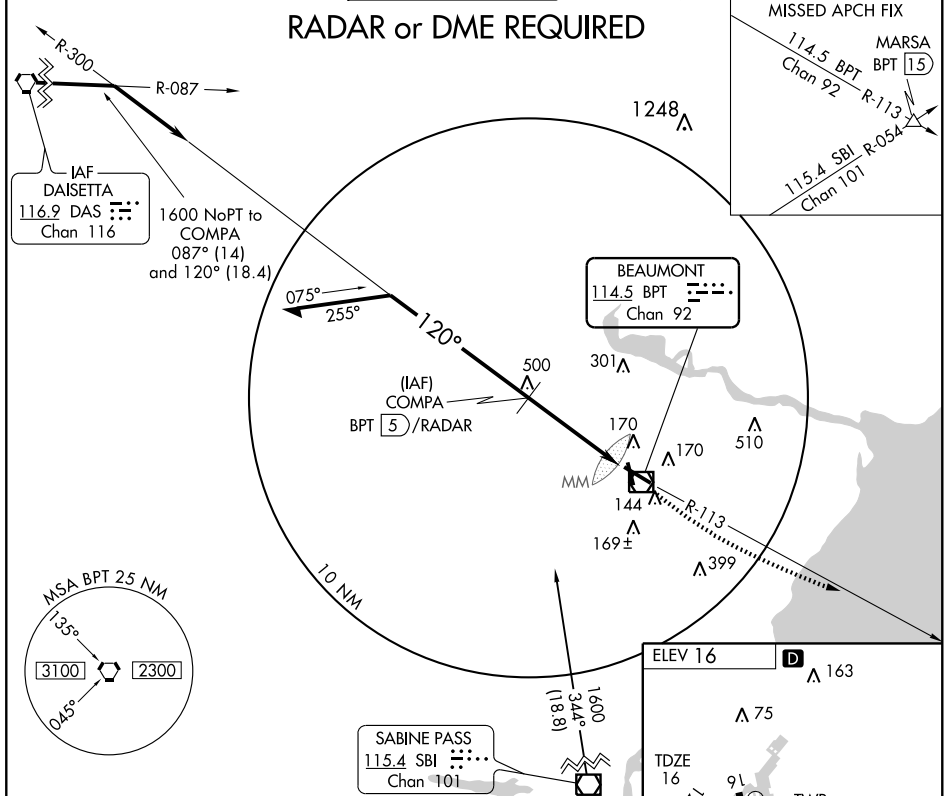 RADAR or DME REQUIRED
MISSED APCH FIX
114.5 BPT
Chan 92
R-113
MARSA
BPT 15
115.4 SBI
R-054
Chan 101
R-300
R-087
IAF
DAISETTA
116.9 DAS
Chan 116
1600 NoPT to
COMPA
087° (14)
and 120° (18.4)
1248
075°
255°
120°
BEAUMONT
114.5 BPT
Chan 92
500
301
(IAF)
COMPA
BPT 5 /RADAR
170
170
510
MM
144
R-113
169±
399
10 NM
MSA BPT 25 NM
135°
3100
2300
045°
1600
344°
(18.8)
SABINE PASS
115.4 SBI
Chan 101
ELEV 16
D
163
75
TDZE
16
16